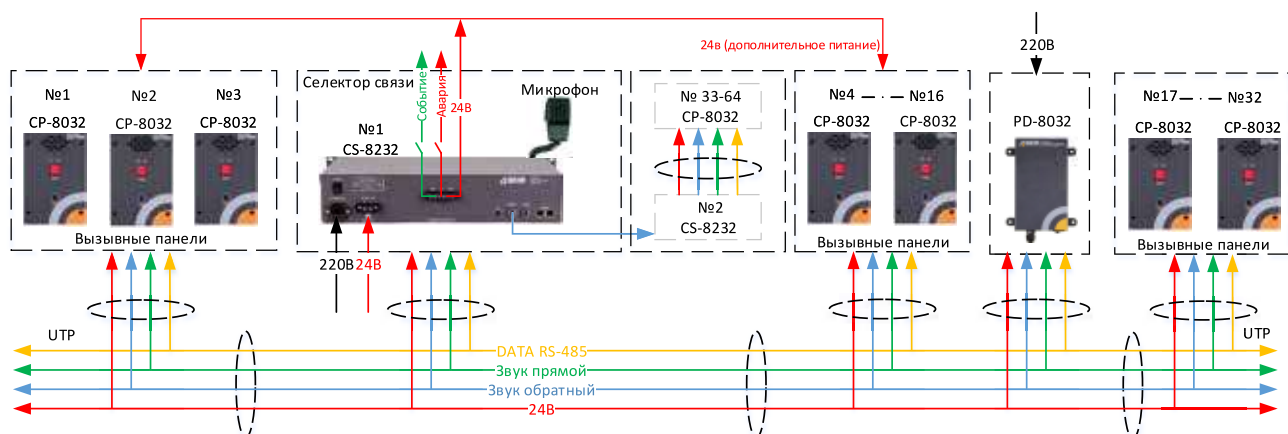 24в (дополнительное питание)
220В
№1
№2
№3
CP-8032
CP-8032
CP-8032
Вызывные панели
Селектор связи
Событие
Авария
24В
Микрофон
№1
CS-8232
220В
24В
№ 33-64
CP-8032
№2
CS-8232
№4
№16
CP-8032
CP-8032
Вызывные панели
PD-8032
№17
№32
CP-8032
CP-8032
Вызывные панели
UTP
UTP
DATA RS-485
Звук прямой
Звук обратный
24В